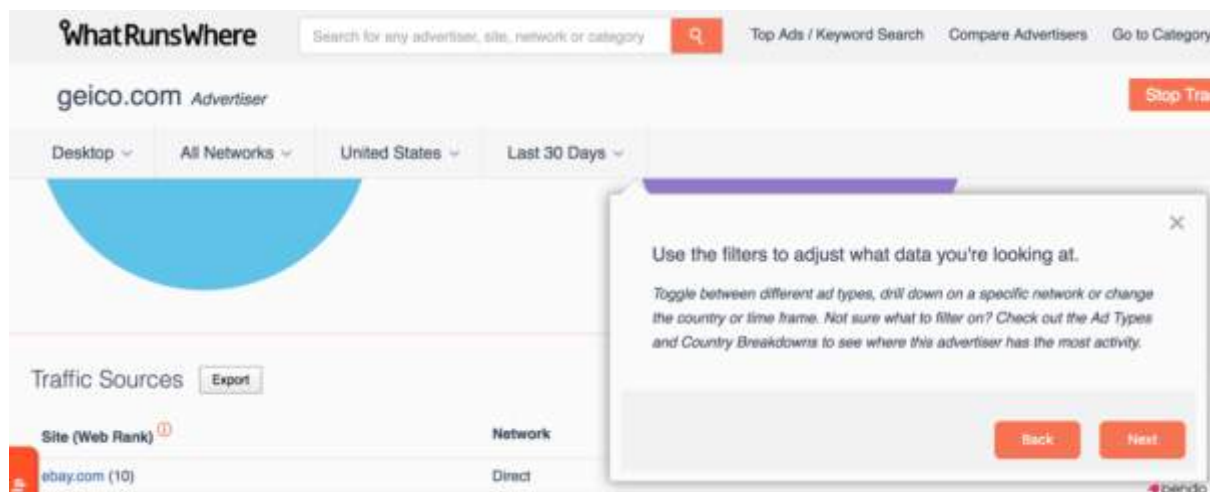 WhatRunsWhere
Search for any advertiser, site, network or category
Top Ads / Keyword Search
Compare Advertisers
Go to Category
geico.com Advertiser
Stop Tra
Desktop
All Networks
United States
Last 30 Days
Use the filters to adjust what data you're looking at.
Toggle between different ad types, drill down on a specific network or change
the country or time frame. Not sure what to filter on? Check out the Ad Types
and Country Breakdowns to see where this advertiser has the most activity.
Traffic Sources
Export
Site (Web Rank)
Network
Back
Next
ebay.com (10)
Direct
pendo